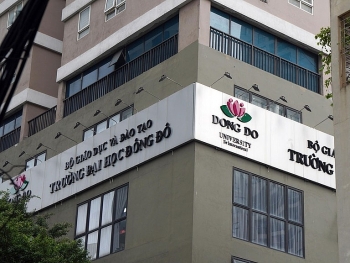 BỘ GIÁO DỤC VÀ ĐÀO TẠO
TRƯỜNG ĐẠI HỌC ĐÔNG ĐÔ
DONG DO
UNIVERSITY
BỘ GIÁ
TRƯỜNG